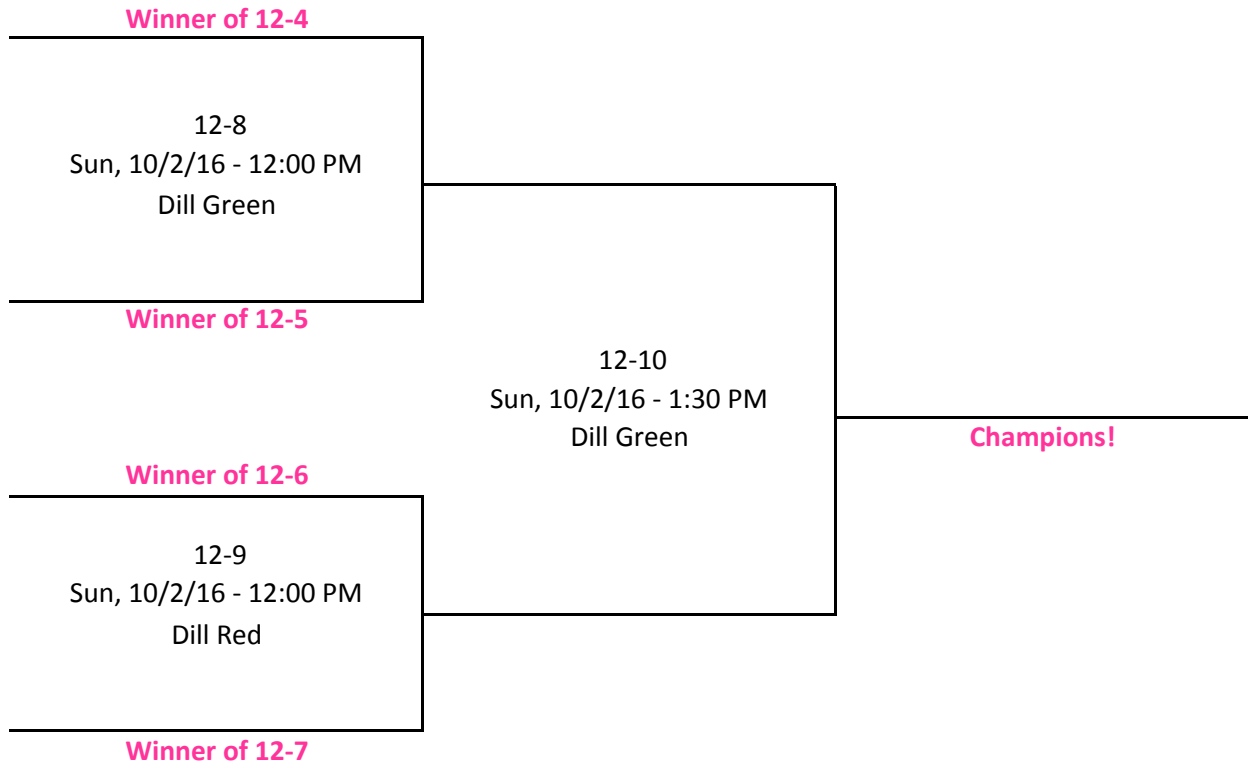 Winner of 12-4
12-8
Sun, 10/2/16 - 12:00 PM
Dill Green
Winner of 12-5
12-10
Sun, 10/2/16 - 1:30 PM
Dill Green
Champions!
Winner of 12-6
12-9
Sun, 10/2/16 - 12:00 PM
Dill Red
Winner of 12-7